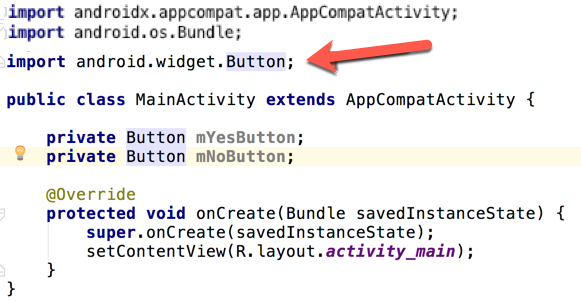 import androidx.appcompat.app.AppCompatActivity;
import android.os.Bundle;
import android.widget.Button;
public class MainActivity extends AppCompatActivity {
private Button mYesButton;
private Button mNoButton;
@Override
protected void onCreate(Bundle savedInstanceState) {
super.onCreate(savedInstanceState);
setContentView(R.layout.activity_main);
}
}